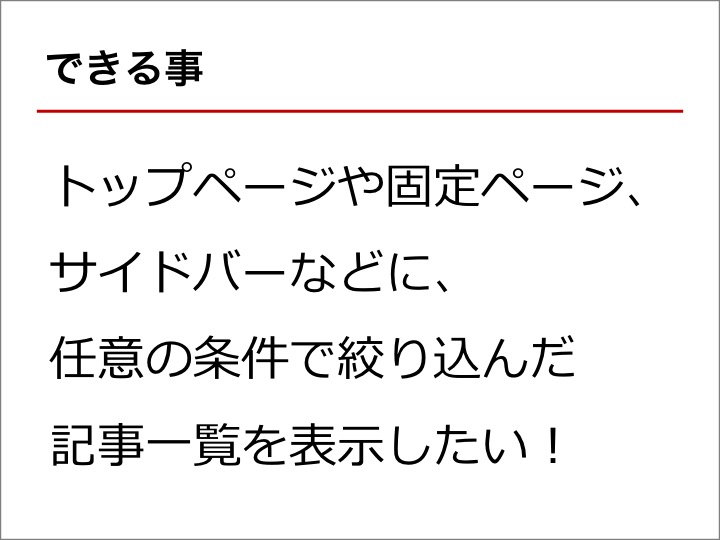 できる事
トップページや固定ページ、
サイドバーなどに、
任意の条件で絞り込んだ
記事一覧を表示したい！